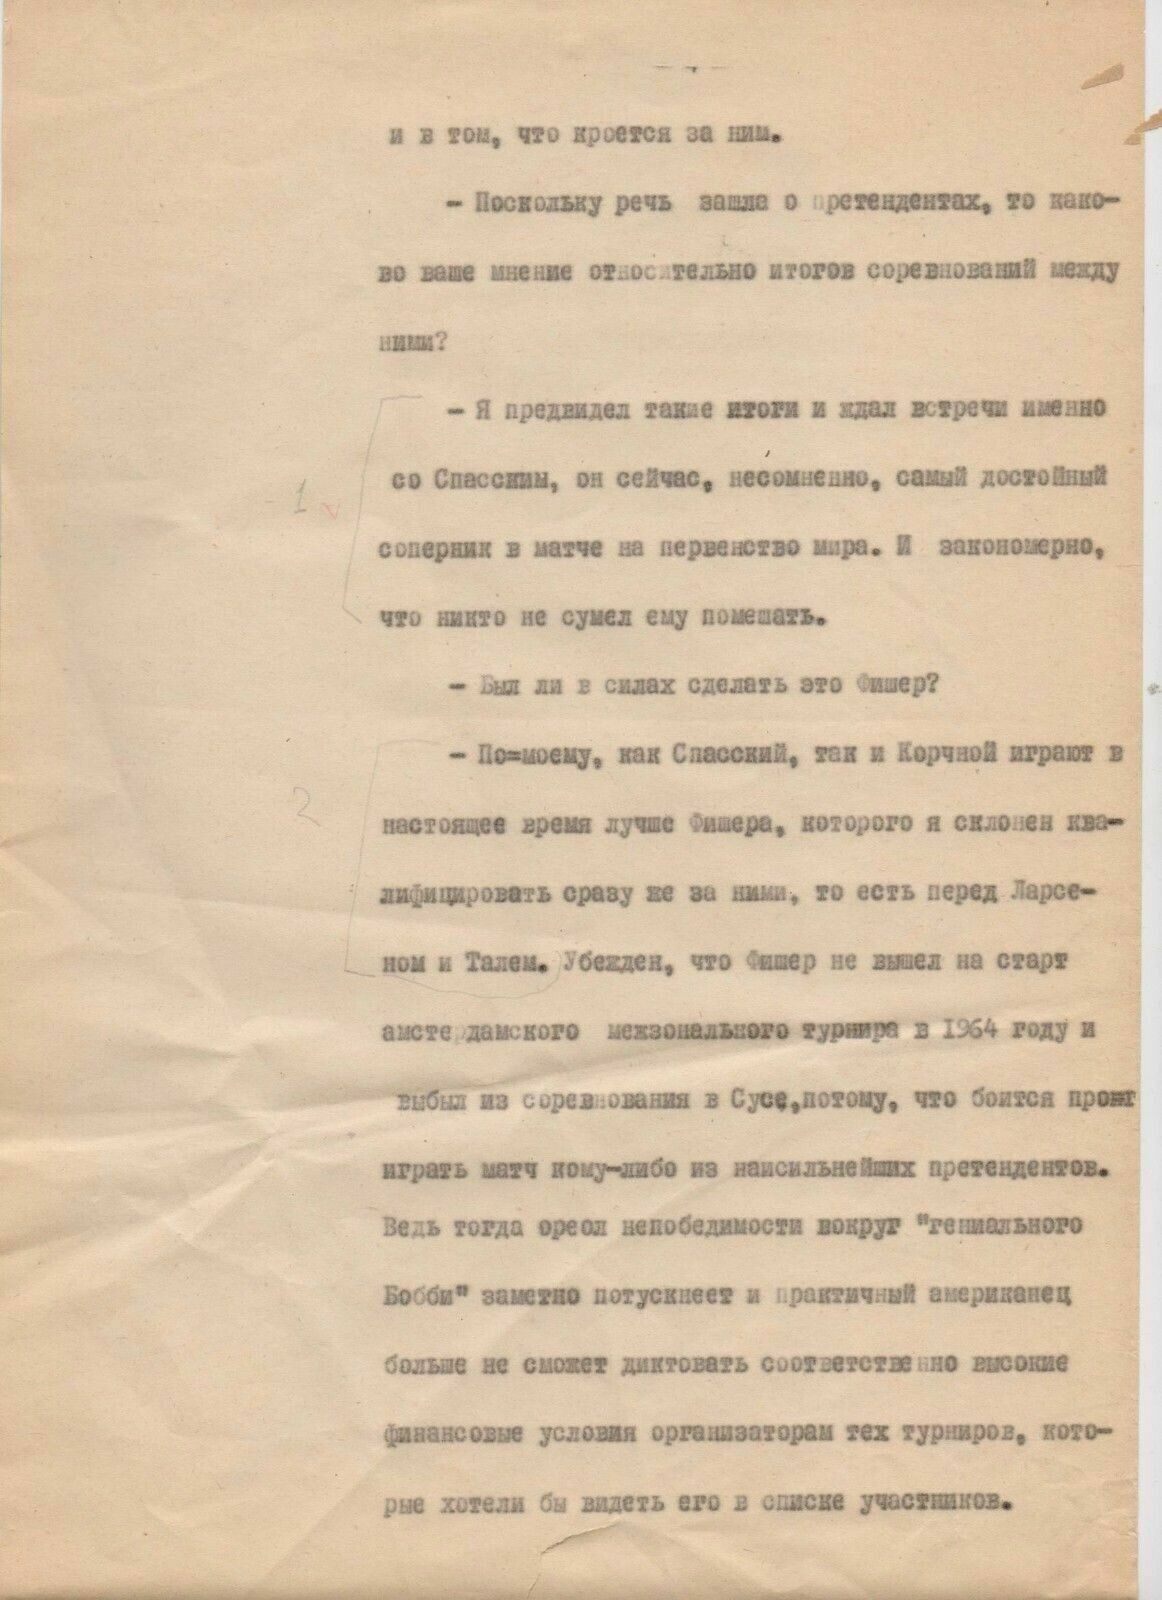 и в том, что кроется за ним.
- Поскольку речь зашла о претендентах, то како-
во ваше мнение относительно итогов соревнований между
ними?
- Я предвидел такие итоги и ждал встречи именно
со Спасским, он сейчас, несомненно, самый достойный
1
соперник в матче на первенство мира. И закономерно,
что никто не сумел ему помешать.
- Был ли в силах сделать это Фишер?
- По=моему, как Спасский, так и Корчной играют в
2
настоящее время лучше Фишера, которого я склонен ква-
лифицировать сразу же за ними, то есть перед Ларсе-
ном и Талем. Убежден, что Фишер не вышел на старт
амстердамского межзонального турнира в 1964 году и
выбыл из соревнования в Сусе,потому, что боится про
играть матч кому-либо из наисильнейших претендентов.
Ведь тогда ореол непобедимости вокруг "гениального
Бобби" заметно потускнеет и практичный американец
больше не сможет диктовать соответственно высокие
финансовые условия организаторам тех турниров, кото-
рые хотели бы видеть его в списке участников.